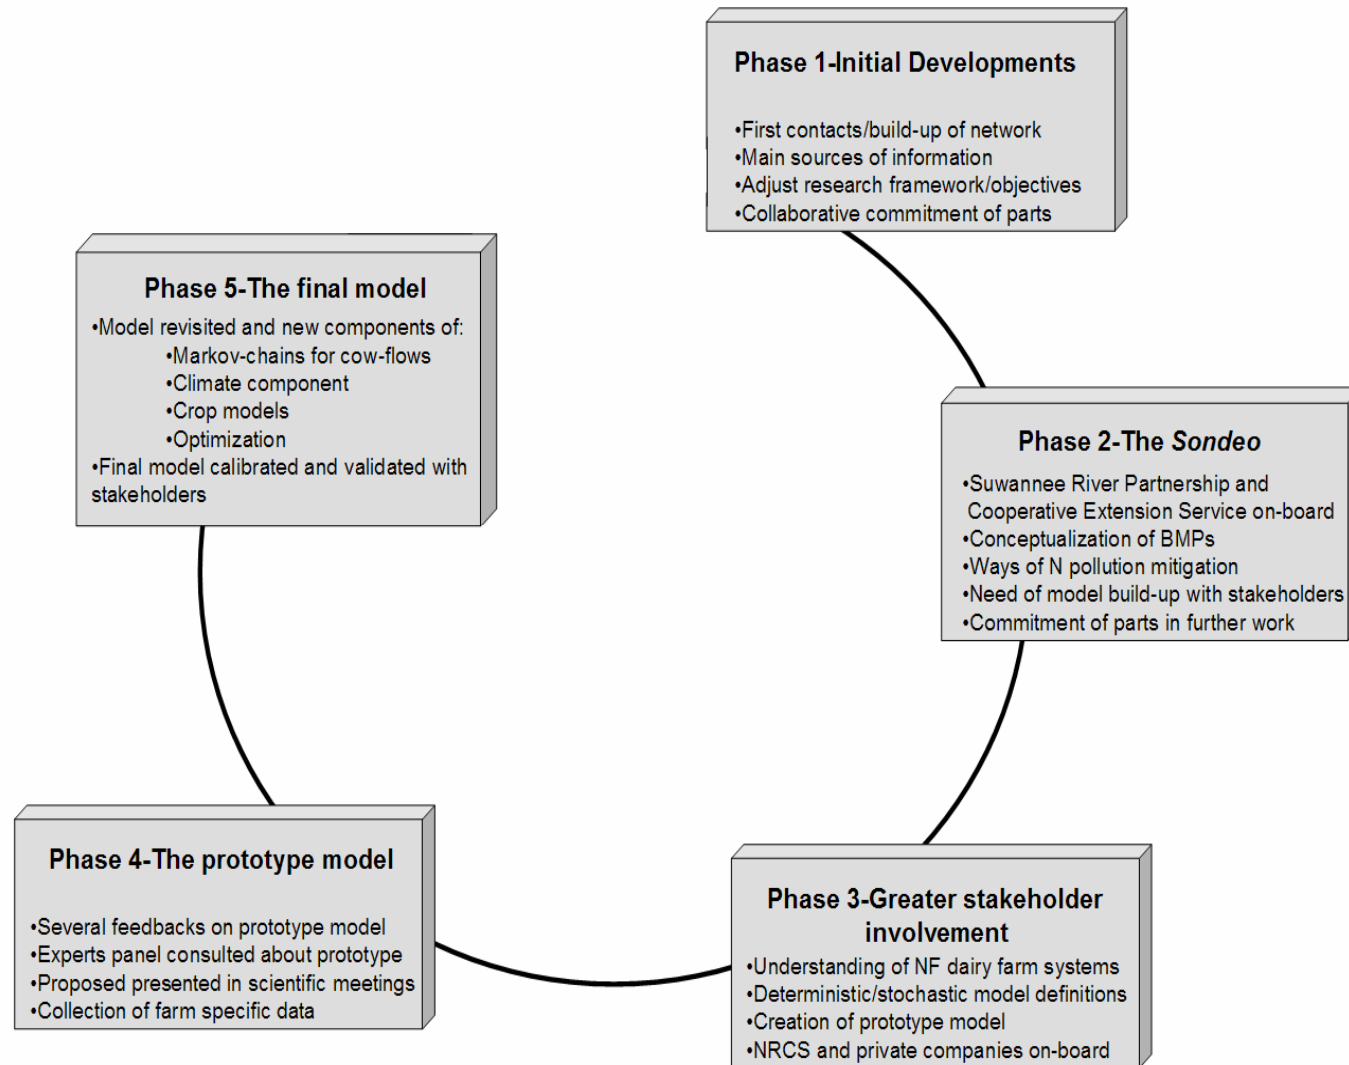 Phase 1-Initial Developments
•First contacts/build-up of network
•Main sources of information
•Adjust research framework/objectives
•Collaborative commitment of parts
Phase 2-The Sondeo
•Suwannee River Partnership and
Cooperative Extension Service on-board
•Conceptualization of BMPs
•Ways of N pollution mitigation
•Need of model build-up with stakeholders
•Commitment of parts in further work
Phase 3-Greater stakeholder
involvement
•Understanding of NF dairy farm systems
•Deterministic/stochastic model definitions
•Creation of prototype model
•NRCS and private companies on-board
Phase 4-The prototype model
•Several feedbacks on prototype model
•Experts panel consulted about prototype
•Proposed presented in scientific meetings
•Collection of farm specific data
Phase 5-The final model
•Model revisited and new components of:
•Markov-chains for cow-flows
•Climate component
•Crop models
•Optimization
•Final model calibrated and validated with
stakeholders